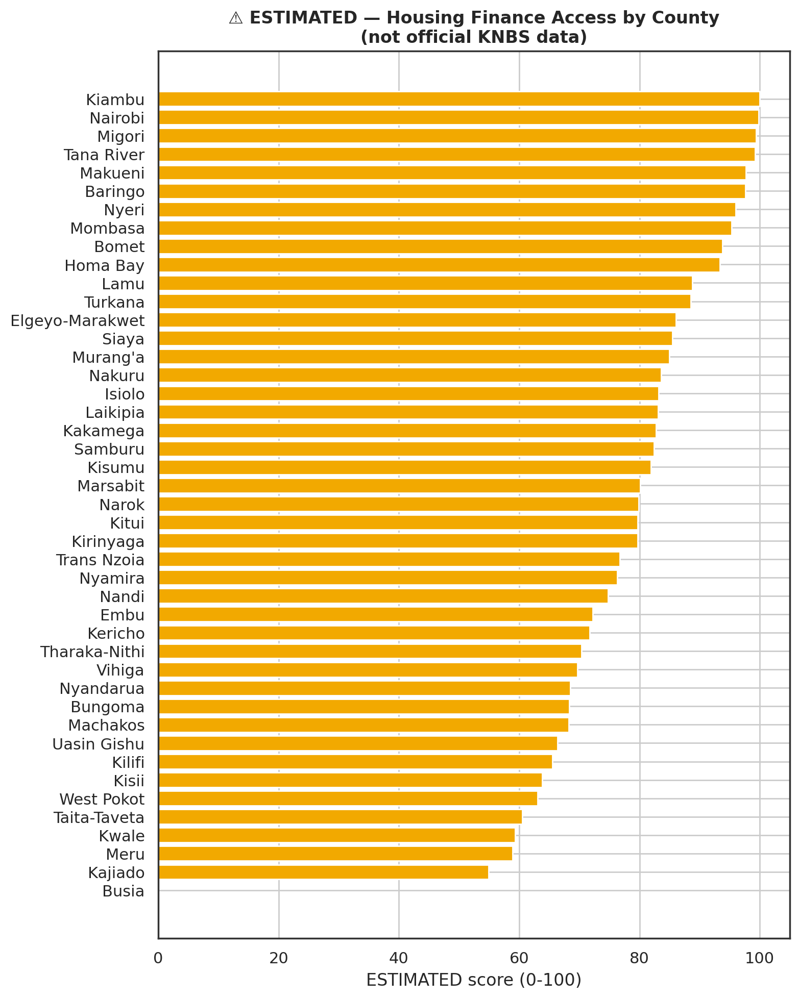 ⚠ ESTIMATED — Housing Finance Access by County
(not official KNBS data)
Kiambu
Nairobi
Migori
Tana River
Makueni
Baringo
Nyeri
Mombasa
Bomet
Homa Bay
Lamu
Turkana
Elgeyo-Marakwet
Siaya
Murang'a
Nakuru
Isiolo
Laikipia
Kakamega
Samburu
Kisumu
Marsabit
Narok
Kitui
Kirinyaga
Trans Nzoia
Nyamira
Nandi
Embu
Kericho
Tharaka-Nithi
Vihiga
Nyandarua
Bungoma
Machakos
Uasin Gishu
Kilifi
Kisii
West Pokot
Taita-Taveta
Kwale
Meru
Kajiado
Busia
0 20 40 60 80 100
ESTIMATED score (0-100)